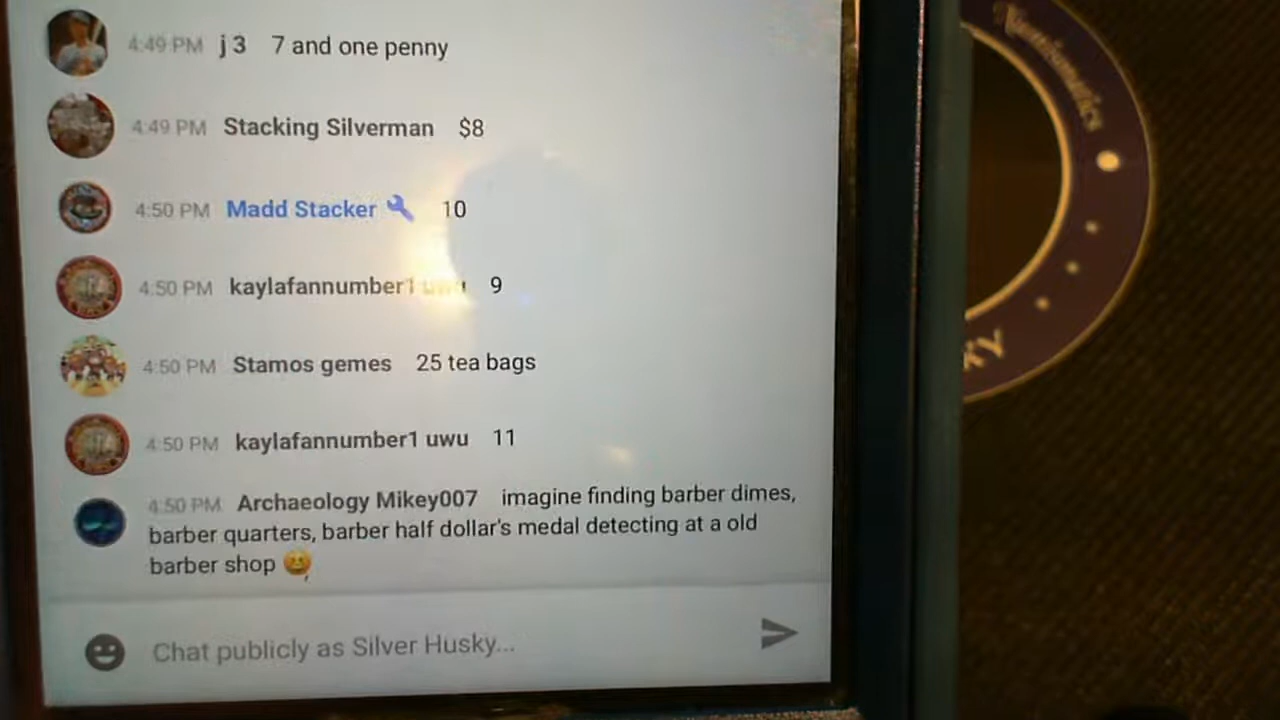 4:49 PM j 3 7 and one penny
4:49 PM Stacking Silverman $8
4:50 PM Madd Stacker 10
4:50 PM kaylafannumber1 uwu 9
4:50 PM Stamos gemes 25 tea bags
4:50 PM kaylafannumber1 uwu 11
4:50 PM Archaeology Mikey007 imagine finding barber dimes,
barber quarters, barber half dollar's medal detecting at a old
barber shop
Chat publicly as Silver Husky...
Numismatics
KY